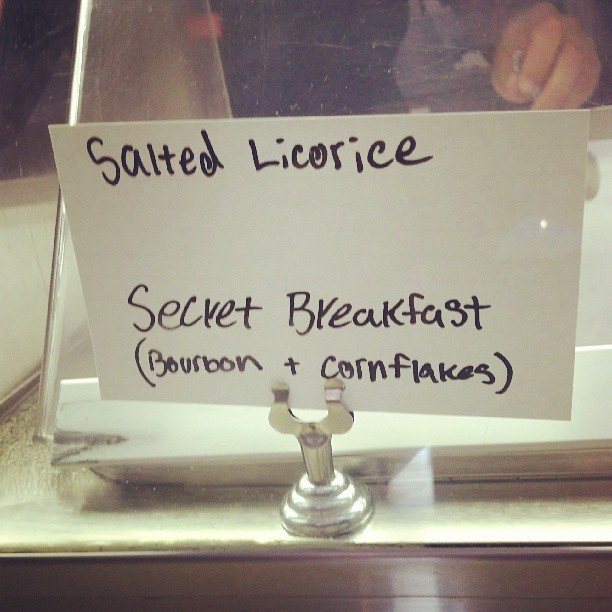 Salted Licorice
Secret Breakfast
(Bourbon + Cornflakes)